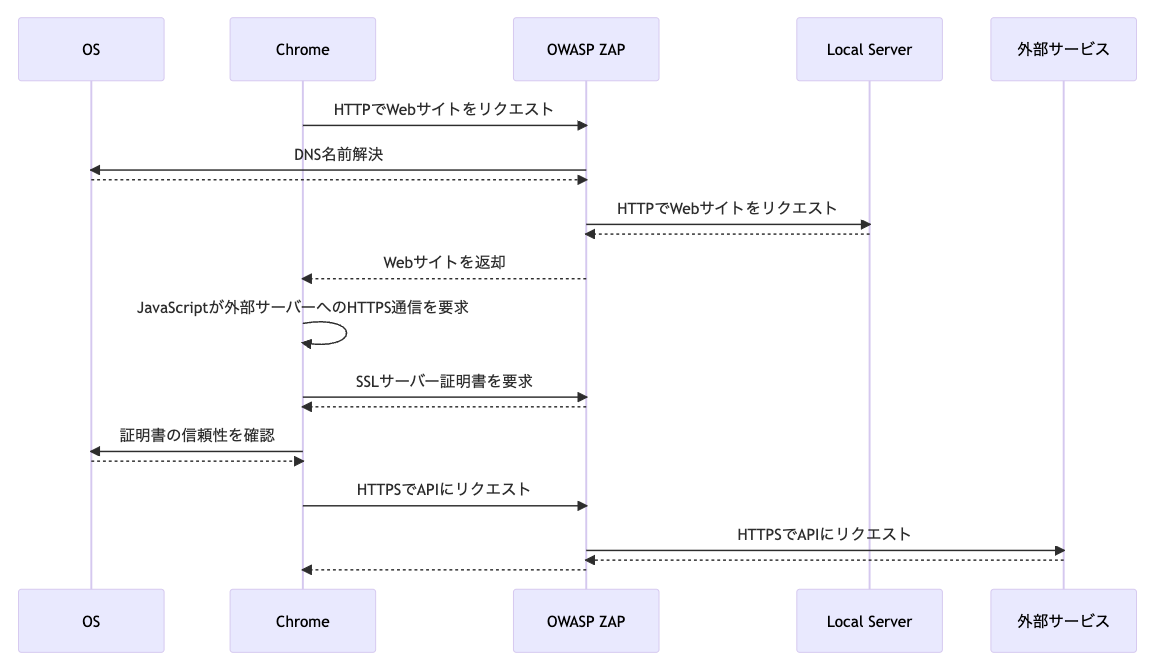 OS
Chrome
OWASP ZAP
Local Server
外部サービス
HTTPでWebサイトをリクエスト
DNS名前解決
HTTPでWebサイトをリクエスト
Webサイトを返却
JavaScriptが外部サーバーへのHTTPS通信を要求
SSLサーバー証明書を要求
証明書の信頼性を確認
HTTPSでAPIにリクエスト
HTTPSでAPIにリクエスト
OS
Chrome
OWASP ZAP
Local Server
外部サービス